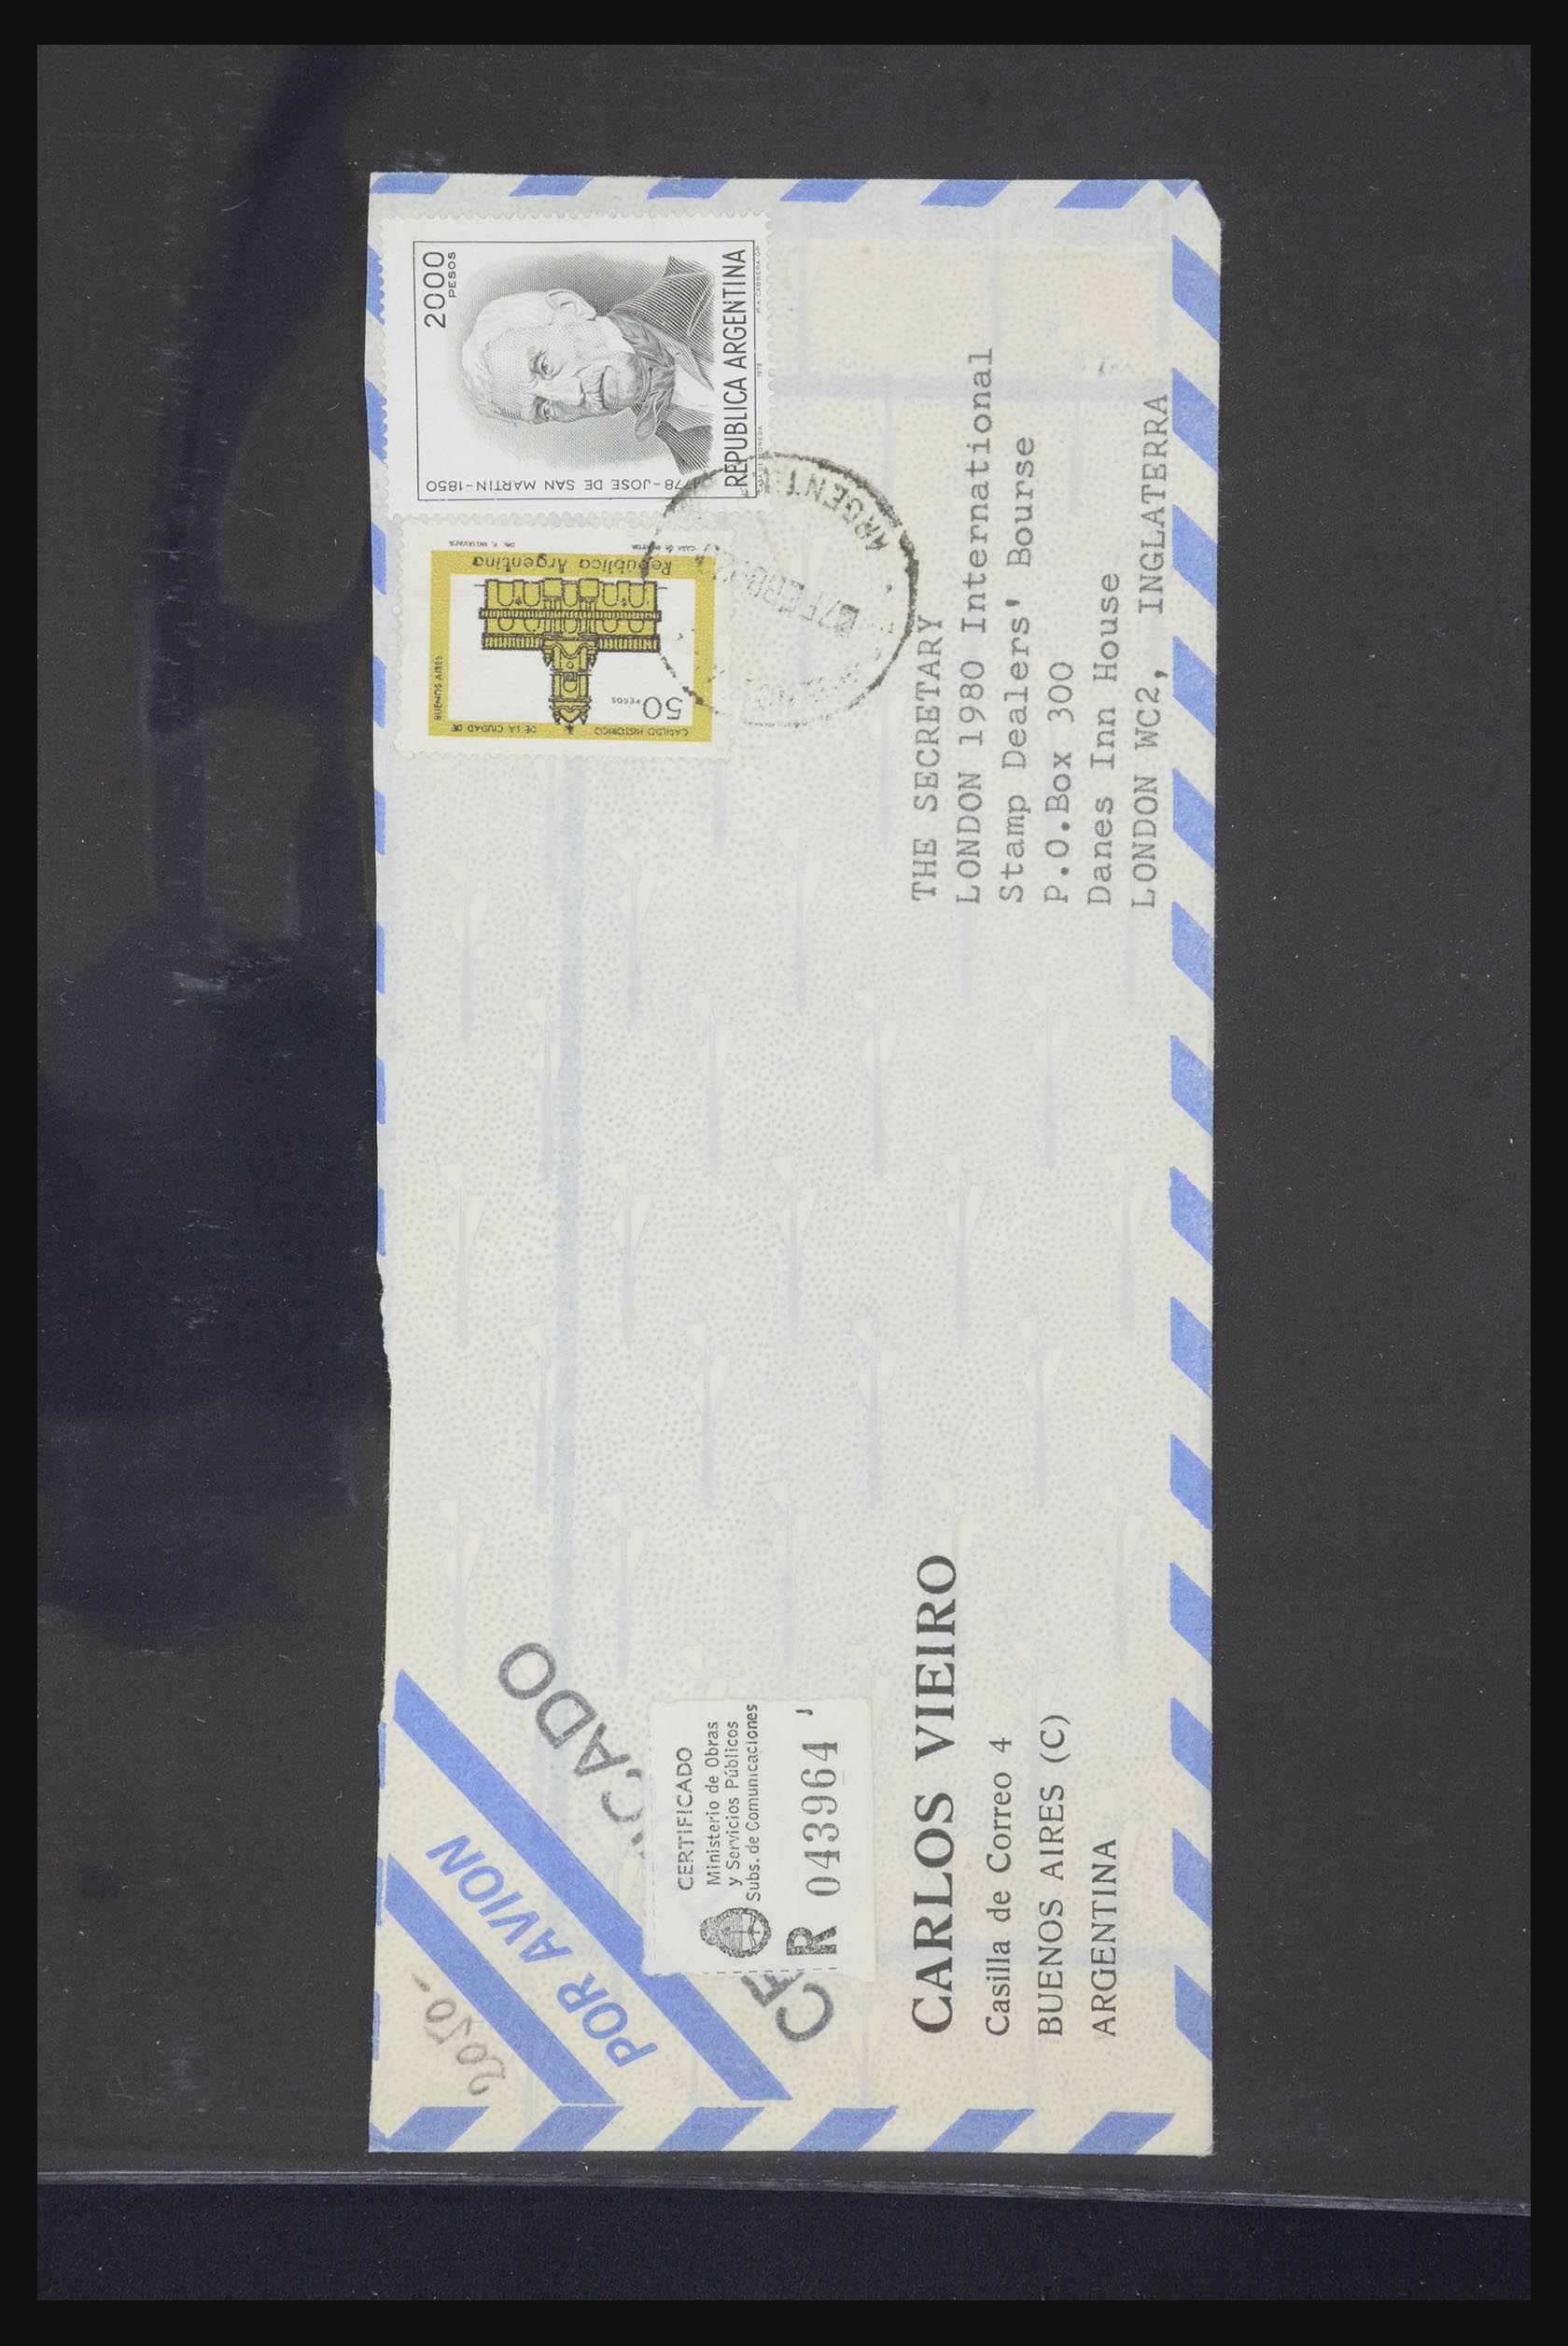 2000
PESOS
1778-JOSE DE SAN MARTIN-1850
REPUBLICA ARGENTINA
1978
CABILDO HISTORICO
DE LA CIUDAD DE
BUENOS AIRES
50 PESOS
Republica Argentina
ARGENT
THE SECRETARY
LONDON 1980 International
Stamp Dealers' Bourse
P.O.Box 300
Danes Inn House
LONDON WC2, INGLATERRA
2050-
POR AVION
CERTIFICADO
Ministerio de Obras
y Servicios Públicos
Subs. de Comunicaciones
R 043964
CARLOS VIEIRO
Casilla de Correo 4
BUENOS AIRES (C)
ARGENTINA